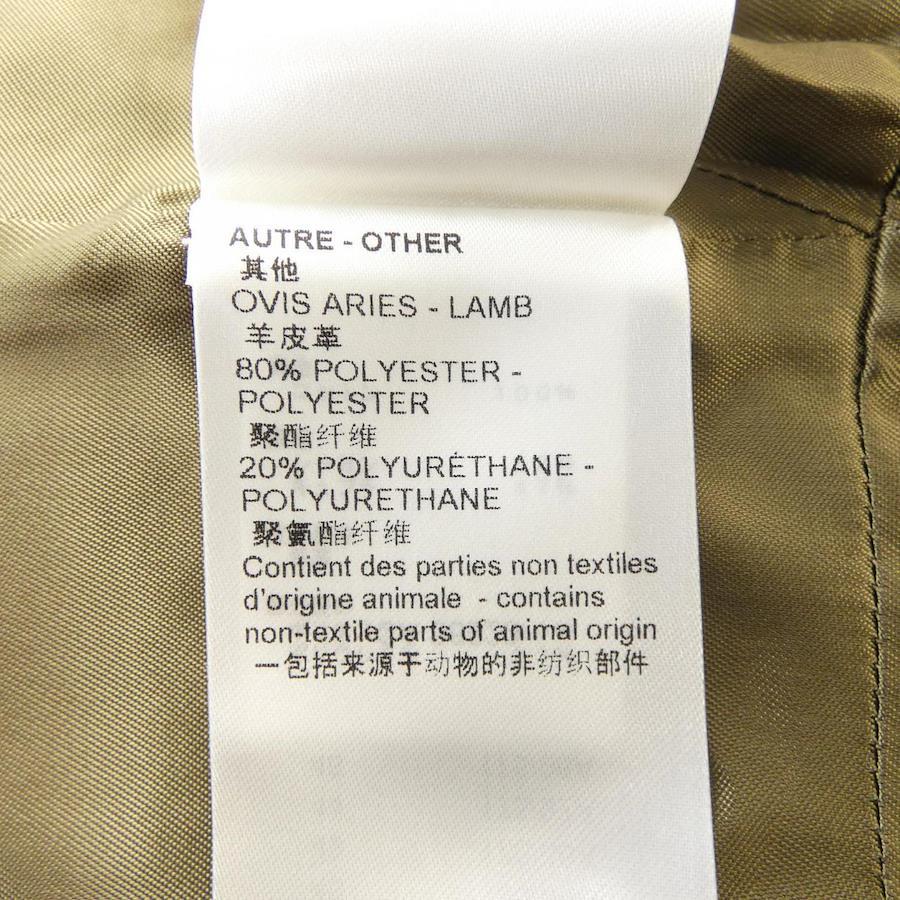 AUTRE - OTHER
其他
OVIS ARIES - LAMB
羊皮革
80% POLYESTER -
POLYESTER
聚酯纤维
20% POLYURÉTHANE -
POLYURETHANE
聚氨酯纤维
Contient des parties non textiles
d'origine animale - contains
non-textile parts of animal origin
一包括来源于动物的非纺织部件